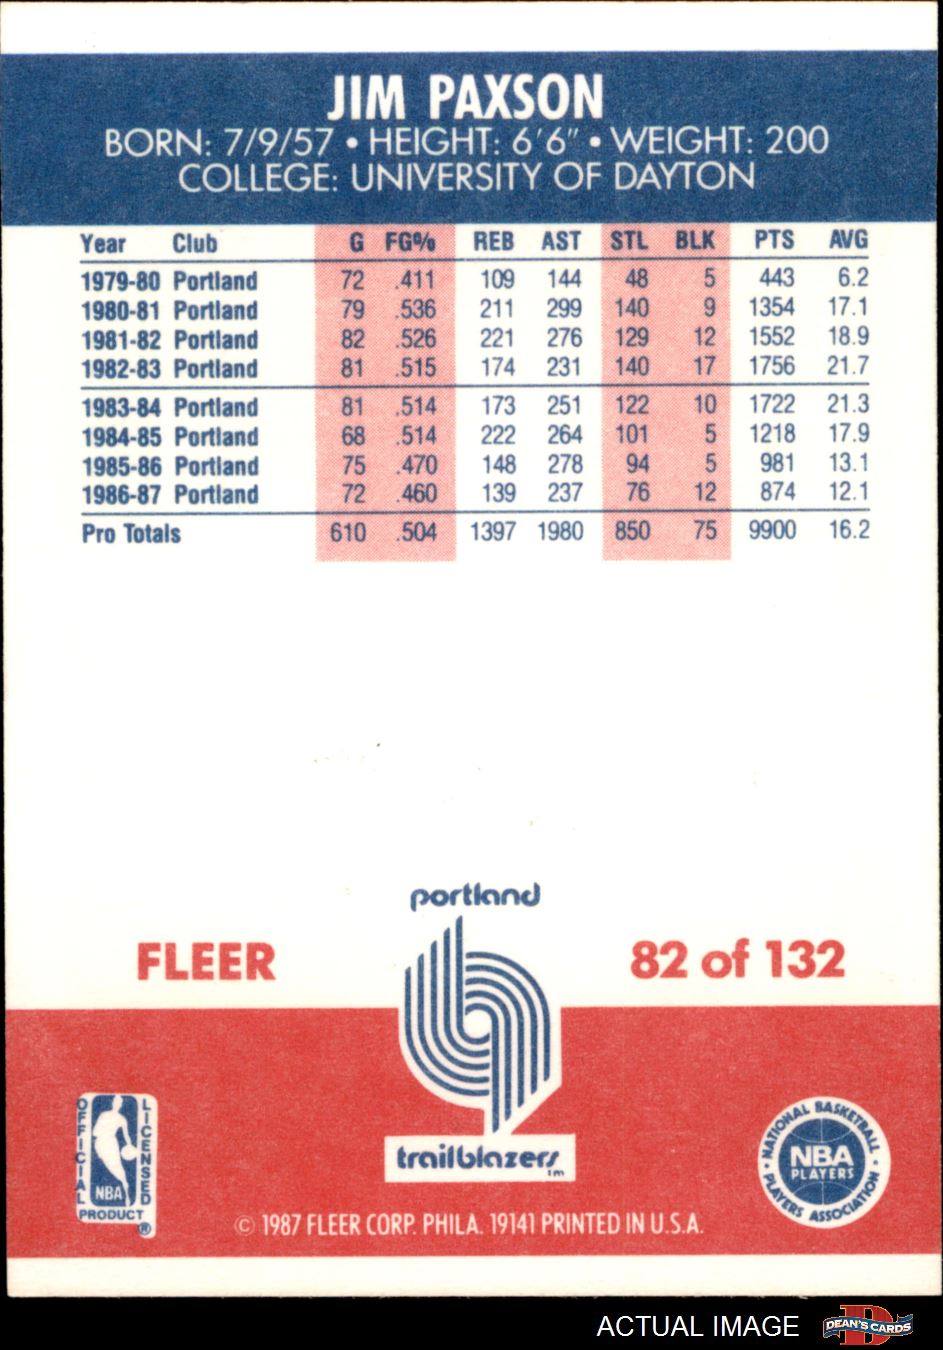 JIM PAXSON
BORN: 7/9/57 • HEIGHT: 6'6" • WEIGHT: 200
COLLEGE: UNIVERSITY OF DAYTON
Year Club G FG% REB AST STL BLK PTS AVG
1979-80 Portland 72 .411 109 144 48 5 443 6.2
1980-81 Portland 79 .536 211 299 140 9 1354 17.1
1981-82 Portland 82 .526 221 276 129 12 1552 18.9
1982-83 Portland 81 .515 174 231 140 17 1756 21.7
1983-84 Portland 81 .514 173 251 122 10 1722 21.3
1984-85 Portland 68 .514 222 264 101 5 1218 17.9
1985-86 Portland 75 .470 148 278 94 5 981 13.1
1986-87 Portland 72 .460 139 237 76 12 874 12.1
Pro Totals 610 .504 1397 1980 850 75 9900 16.2
portland
FLEER
82 of 132
trailblazers TM
OFFICIAL LICENSED
NBA
PRODUCT ®
NATIONAL BASKETBALL
NBA
PLAYERS
PLAYERS ASSOCIATION
© 1987 FLEER CORP. PHILA. 19141 PRINTED IN U.S.A.
ACTUAL IMAGE
D
DEAN'S CARDS